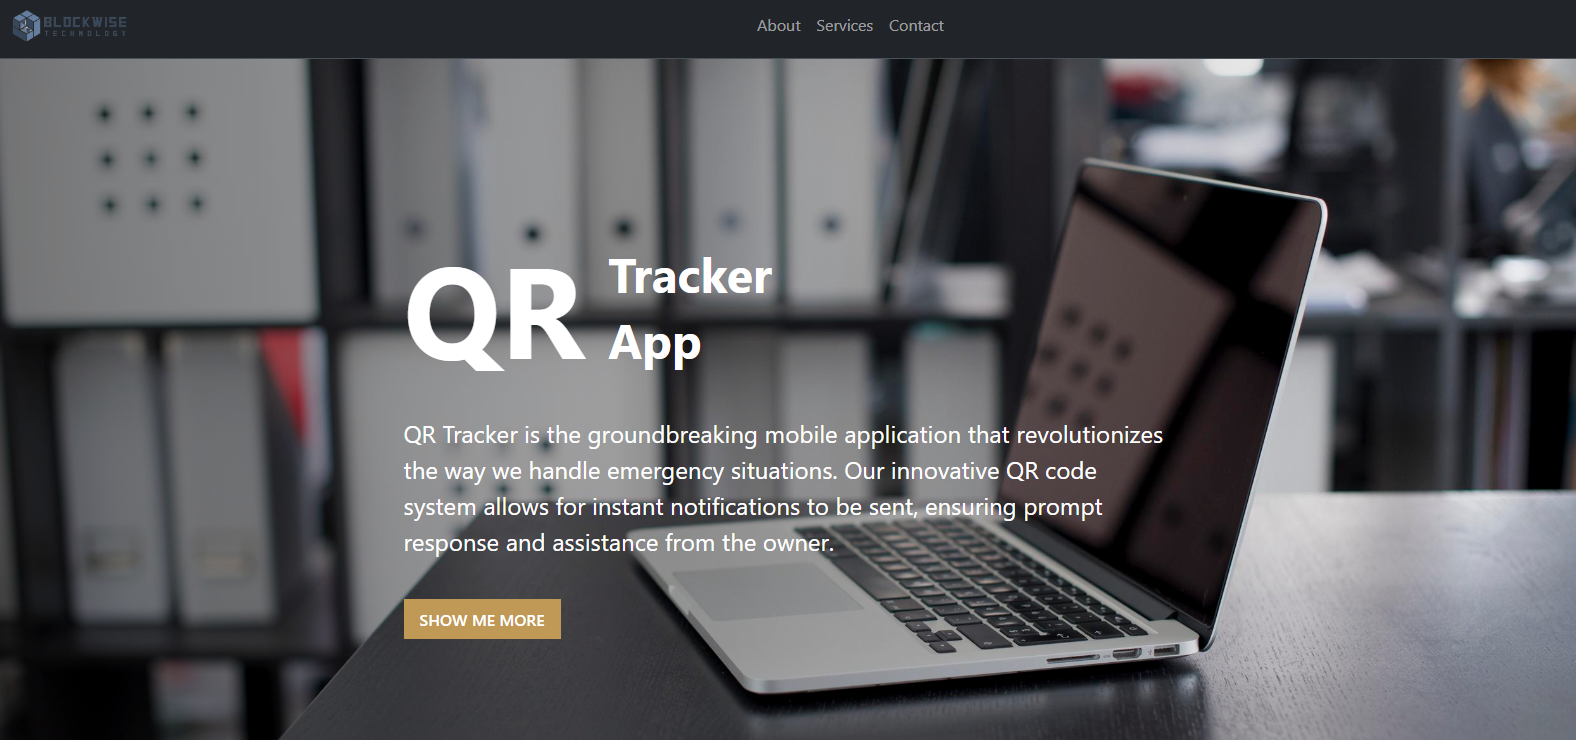 BLOCKWISE
TECHNOLOGY
About Services Contact
QR
Tracker
App
QR Tracker is the groundbreaking mobile application that revolutionizes
the way we handle emergency situations. Our innovative QR code
system allows for instant notifications to be sent, ensuring prompt
response and assistance from the owner.
SHOW ME MORE